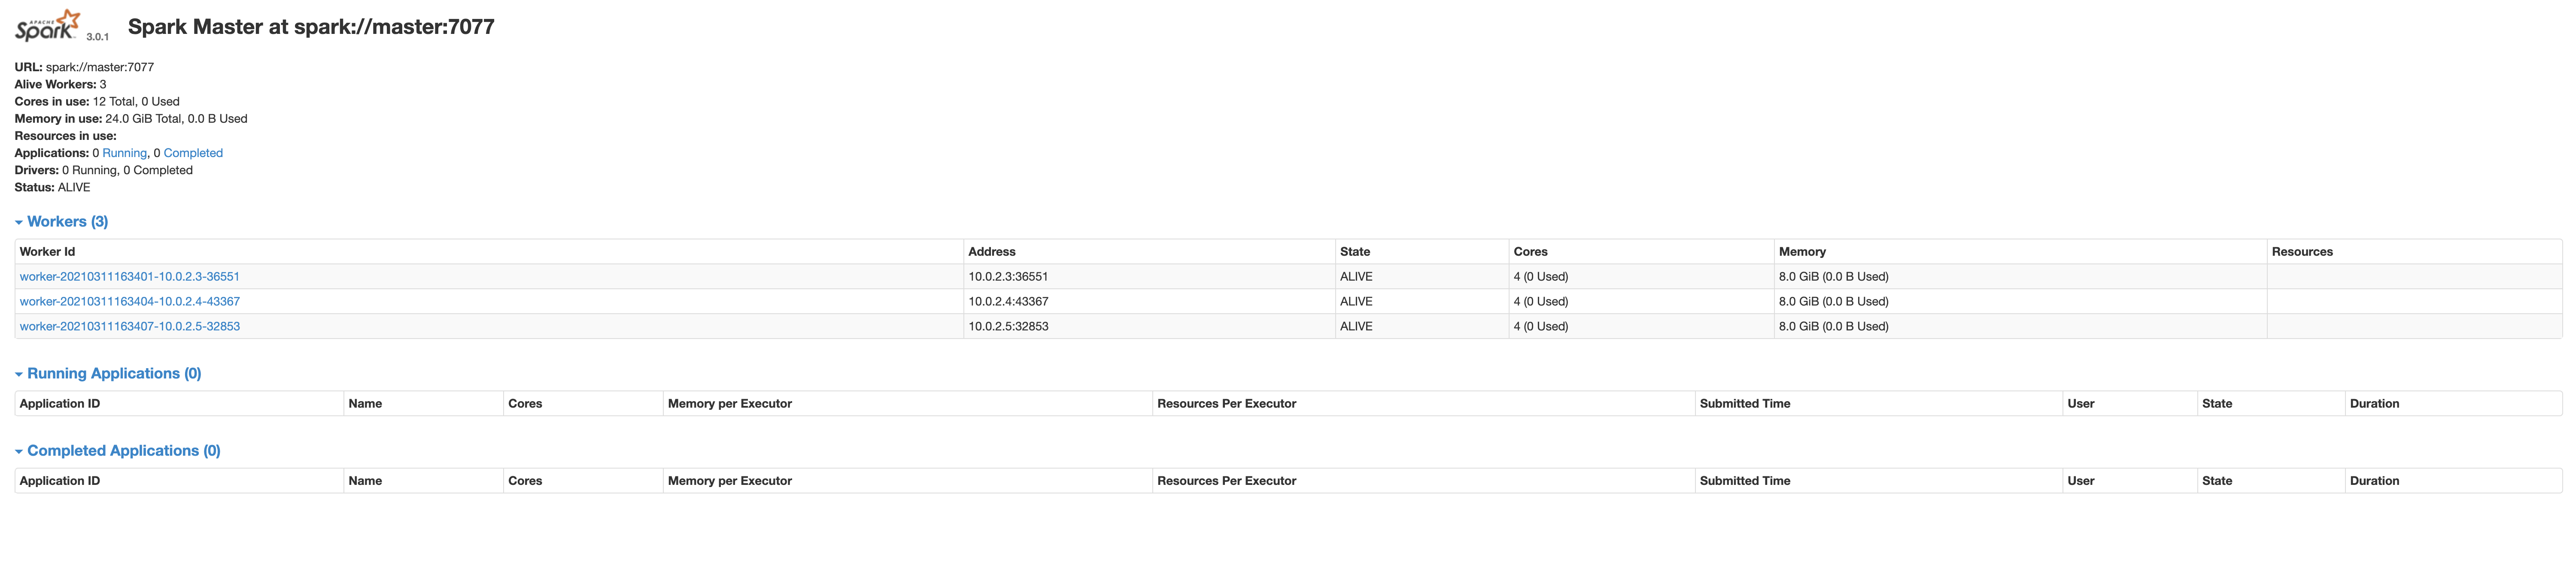 APACHE
Spark 3.0.1 Spark Master at spark://master:7077
URL: spark://master:7077
Alive Workers: 3
Cores in use: 12 Total, 0 Used
Memory in use: 24.0 GiB Total, 0.0 B Used
Resources in use:
Applications: 0 Running, 0 Completed
Drivers: 0 Running, 0 Completed
Status: ALIVE
Workers (3)
Worker Id Address State Cores Memory Resources
worker-20210311163401-10.0.2.3-36551 10.0.2.3:36551 ALIVE 4 (0 Used) 8.0 GiB (0.0 B Used)
worker-20210311163404-10.0.2.4-43367 10.0.2.4:43367 ALIVE 4 (0 Used) 8.0 GiB (0.0 B Used)
worker-20210311163407-10.0.2.5-32853 10.0.2.5:32853 ALIVE 4 (0 Used) 8.0 GiB (0.0 B Used)
Running Applications (0)
Application ID Name Cores Memory per Executor Resources Per Executor Submitted Time User State Duration
Completed Applications (0)
Application ID Name Cores Memory per Executor Resources Per Executor Submitted Time User State Duration